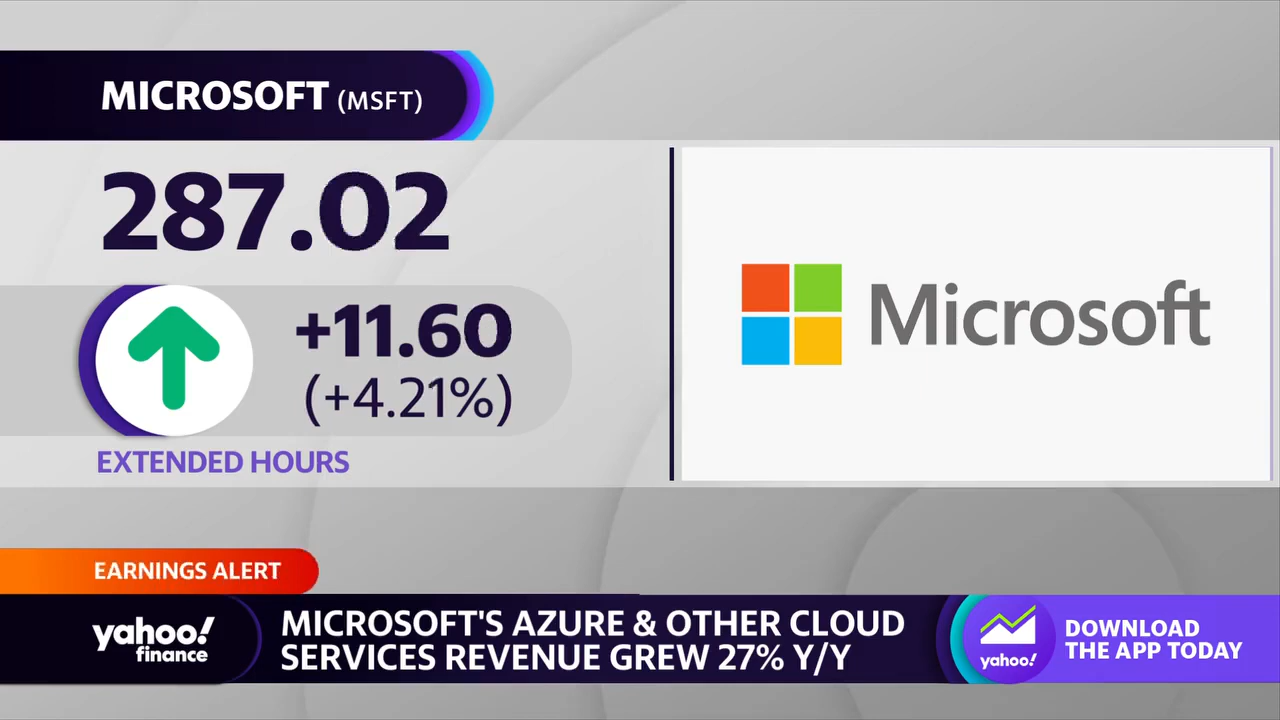 MICROSOFT (MSFT)
287.02
+11.60
(+4.21%)
EXTENDED HOURS
Microsoft
EARNINGS ALERT
yahoo!
finance
MICROSOFT'S AZURE & OTHER CLOUD
SERVICES REVENUE GREW 27% Y/Y
yahoo!
DOWNLOAD
THE APP TODAY